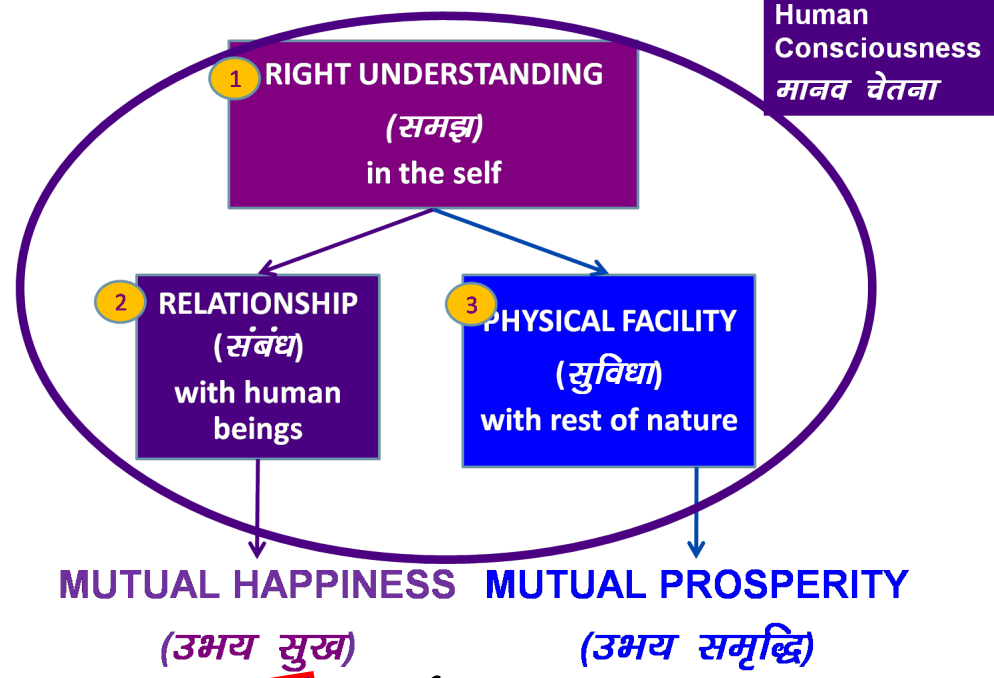 Human
Consciousness
मानव चेतना
1
RIGHT UNDERSTANDING
(समझ)
in the self
2
RELATIONSHIP
(संबंध)
with human
beings
3
PHYSICAL FACILITY
(सुविधा)
with rest of nature
MUTUAL HAPPINESS
(उभय सुख)
MUTUAL PROSPERITY
(उभय समृद्धि)